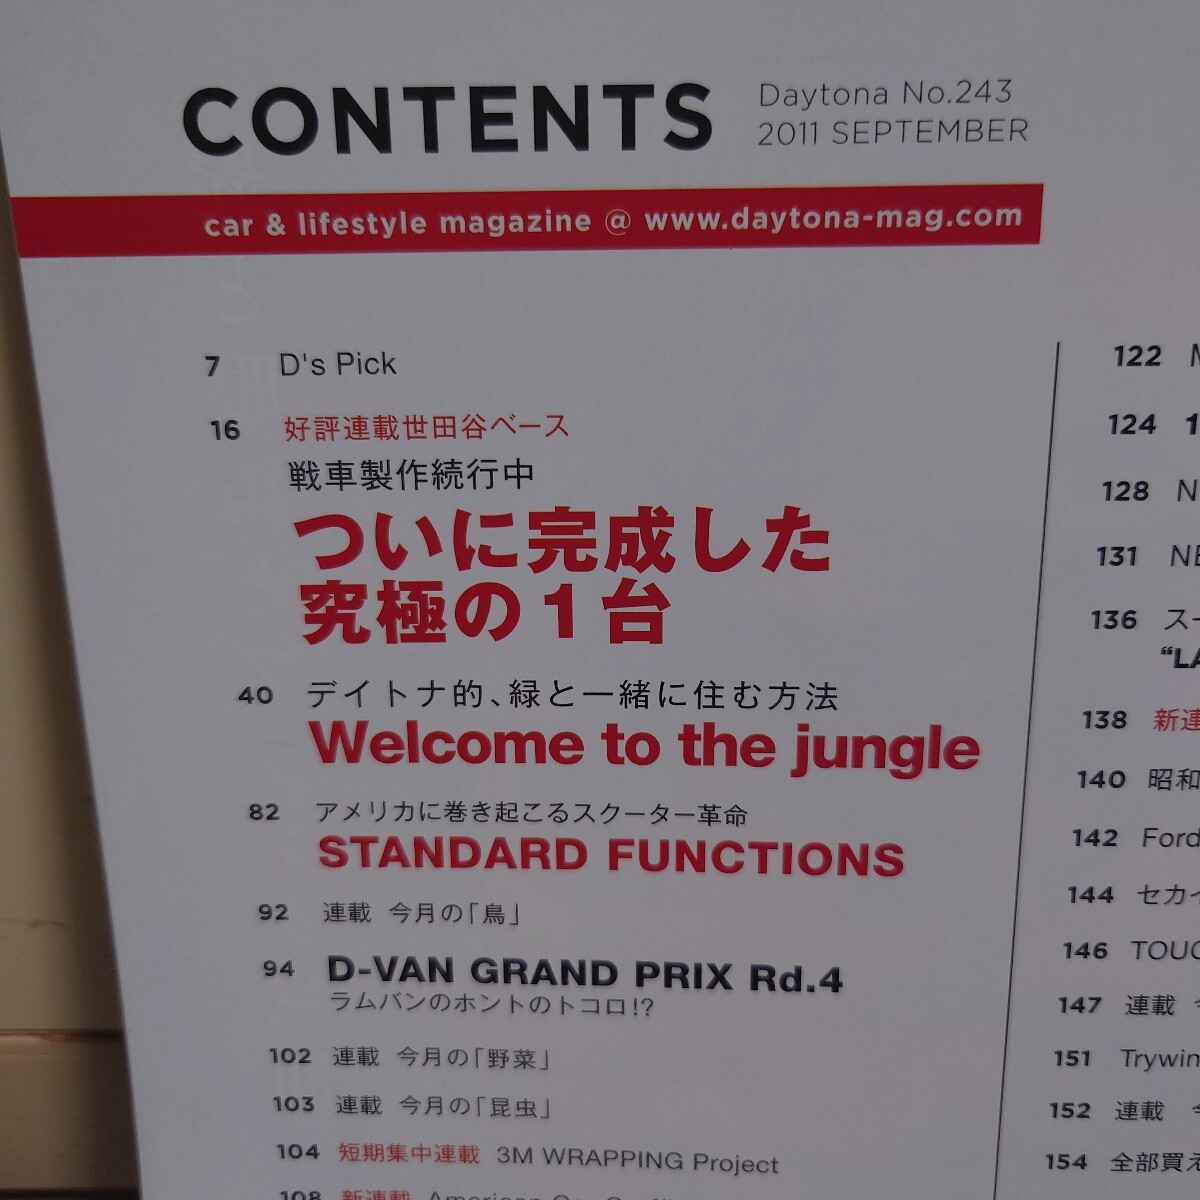 CONTENTS
Daytona No.243
2011 SEPTEMBER
car & lifestyle magazine @ www.daytona-mag.com
7 D's Pick
16 好評連載世田谷ベース
戦車製作続行中
ついに完成した
究極の1台
40 デイトナ的、緑と一緒に住む方法
Welcome to the jungle
82 アメリカに巻き起こるスクーター革命
STANDARD FUNCTIONS
92 連載 今月の「鳥」
94 D-VAN GRAND PRIX Rd.4
ラムバンのホントのトコロ!?
102 連載 今月の「野菜」
103 連載 今月の「昆虫」
104 短期集中連載 3M WRAPPING Project
108 新連載 American
122
124
128
131
136
138
140 昭和
142 Ford
144
146
147 連載
151
152 連載
154 全部買え